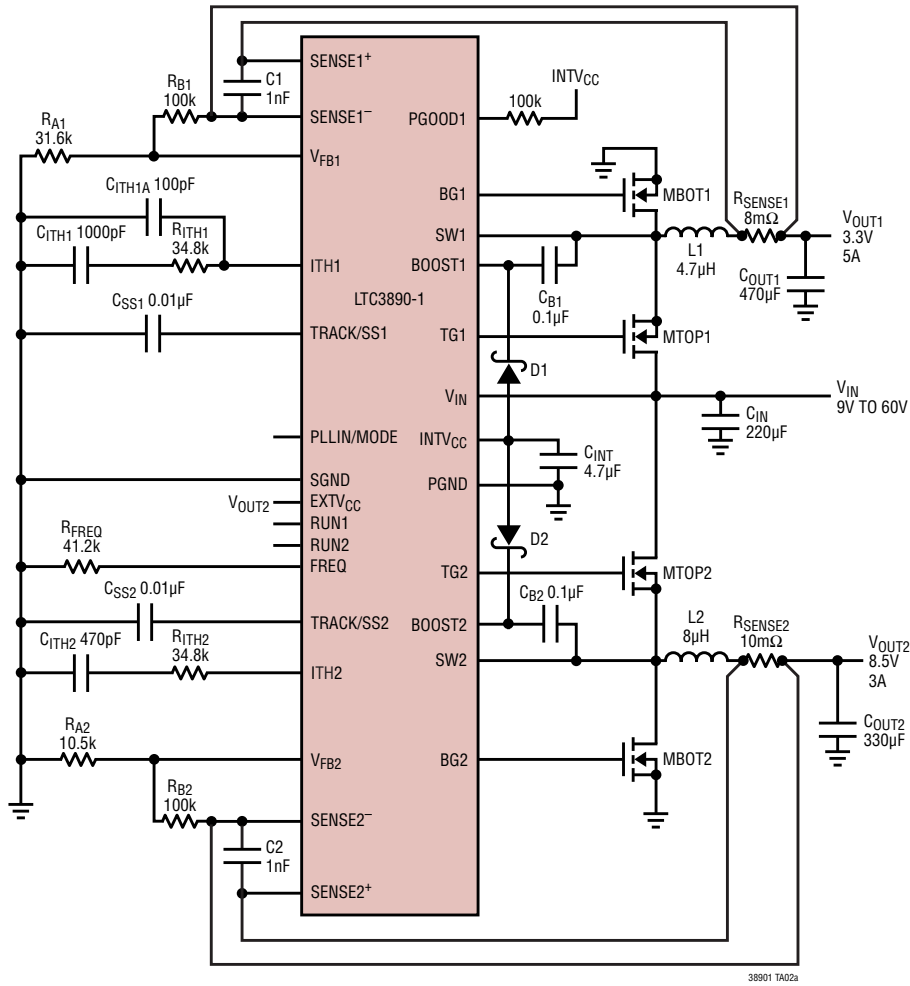 SENSE1+
C1
1nF
INTVCC
RB1
100k
100k
SENSE1–
PGOOD1
RA1
31.6k
VFB1
CITH1A 100pF
BG1
MBOT1
RSENSE1
8mΩ
VOUT1
3.3V
5A
CITH1 1000pF
RITH1
34.8k
SW1
L1
4.7µH
ITH1
BOOST1
COUT1
470µF
LTC3890-1
CB1
0.1µF
CSS1 0.01µF
TRACK/SS1
TG1
MTOP1
D1
VIN
VIN
9V TO 60V
CIN
220µF
PLLIN/MODE
INTVCC
CINT
4.7µF
SGND
PGND
VOUT2
EXTVCC
RUN1
D2
RFREQ
41.2k
RUN2
FREQ
TG2
MTOP2
CSS2 0.01µF
CB2 0.1µF
TRACK/SS2
BOOST2
L2
8µH
RSENSE2
10mΩ
CITH2 470pF
RITH2
34.8k
SW2
VOUT2
8.5V
3A
ITH2
RA2
10.5k
COUT2
330µF
VFB2
BG2
MBOT2
RB2
100k
SENSE2–
C2
1nF
SENSE2+
38901 TA02a